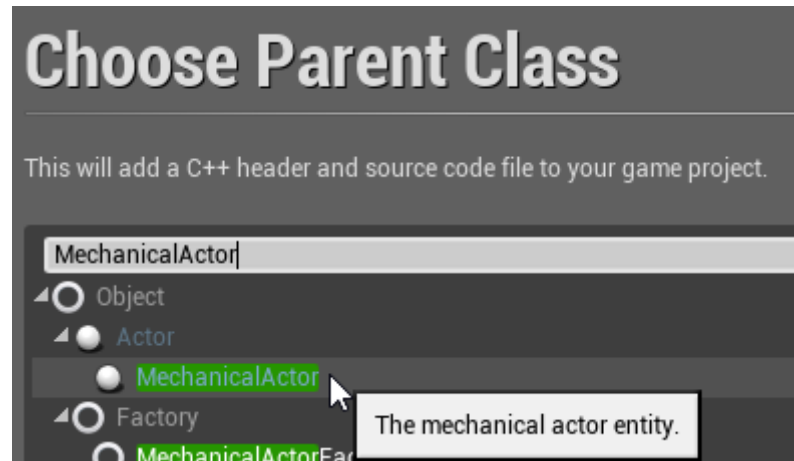 Choose Parent Class
This will add a C++ header and source code file to your game project.
MechanicalActor
Object
Actor
MechanicalActor
Factory
The mechanical actor entity.
MechanicalActorFac